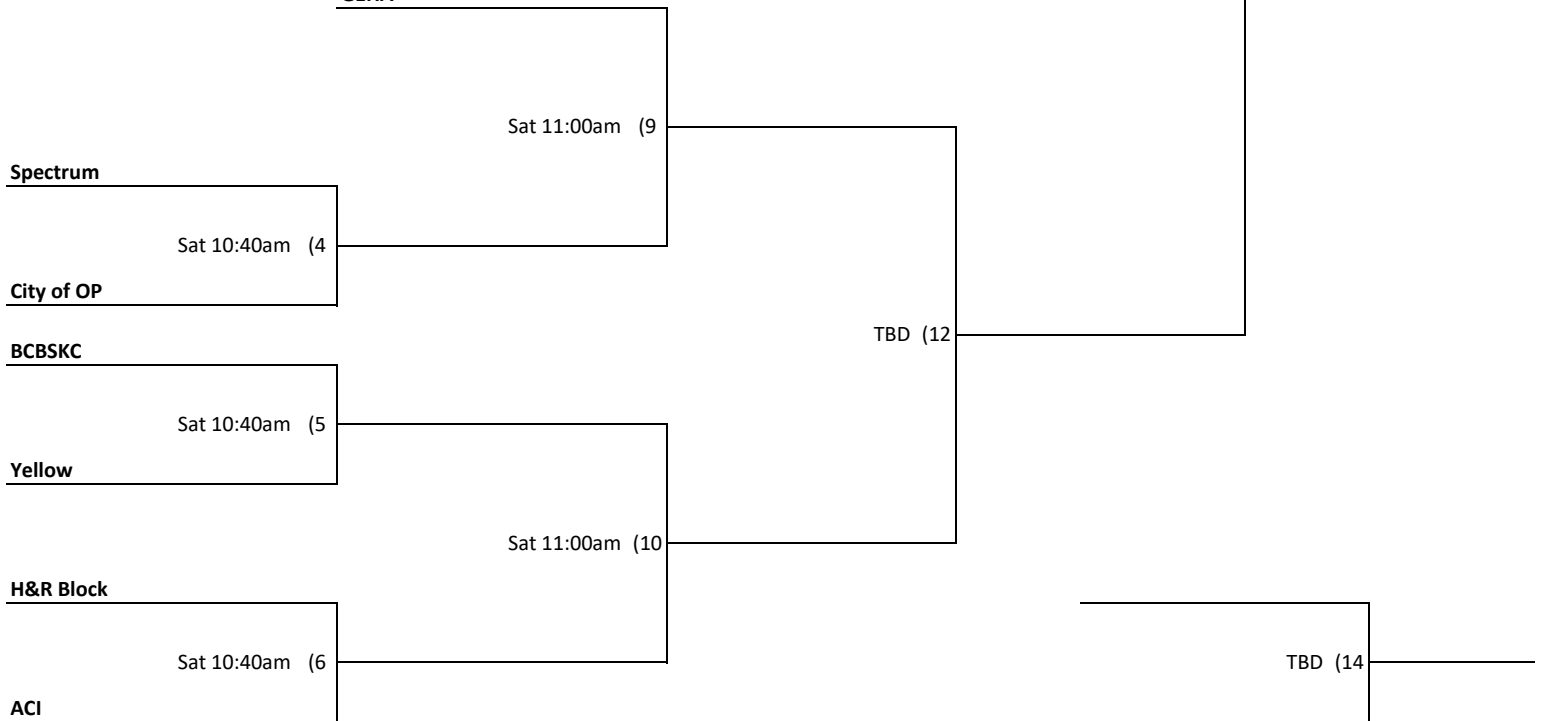 Sat 11:00am (9
Spectrum
Sat 10:40am (4
City of OP
TBD (12
BCBSKC
Sat 10:40am (5
Yellow
Sat 11:00am (10
H&R Block
Sat 10:40am (6
TBD (14
ACI